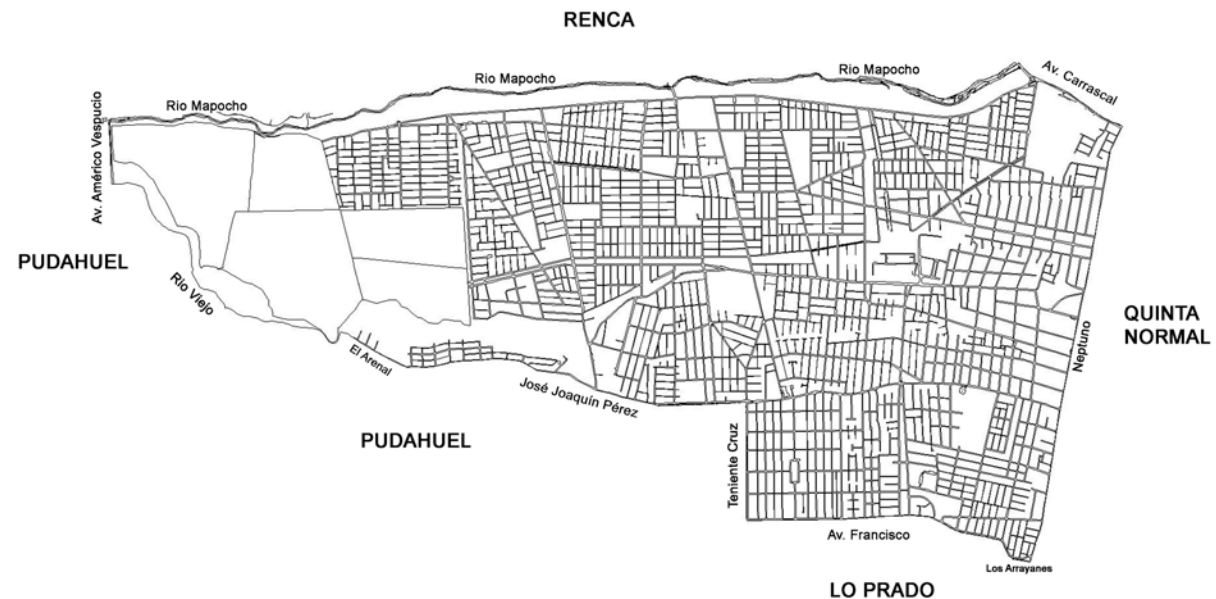 RENCA
Rio Mapocho
Rio Mapocho
Rio Mapocho
Av. Carrascal
Av. Américo Vespucio
PUDAHUEL
Rio Viejo
QUINTA
NORMAL
Neptuno
El Arenal
José Joaquín Pérez
PUDAHUEL
Teniente Cruz
Av. Francisco
Los Arrayanes
LO PRADO